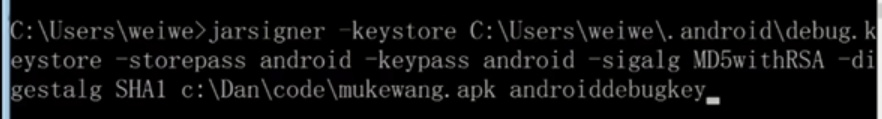 C:\Users\weiwe>jarsigner -keystore C:\Users\weiwe\.android\debug.k
eystore -storepass android -keypass android -sigalg MD5withRSA -di
gestalg SHA1 c:\Dan\code\mukewang.apk androiddebugkey_